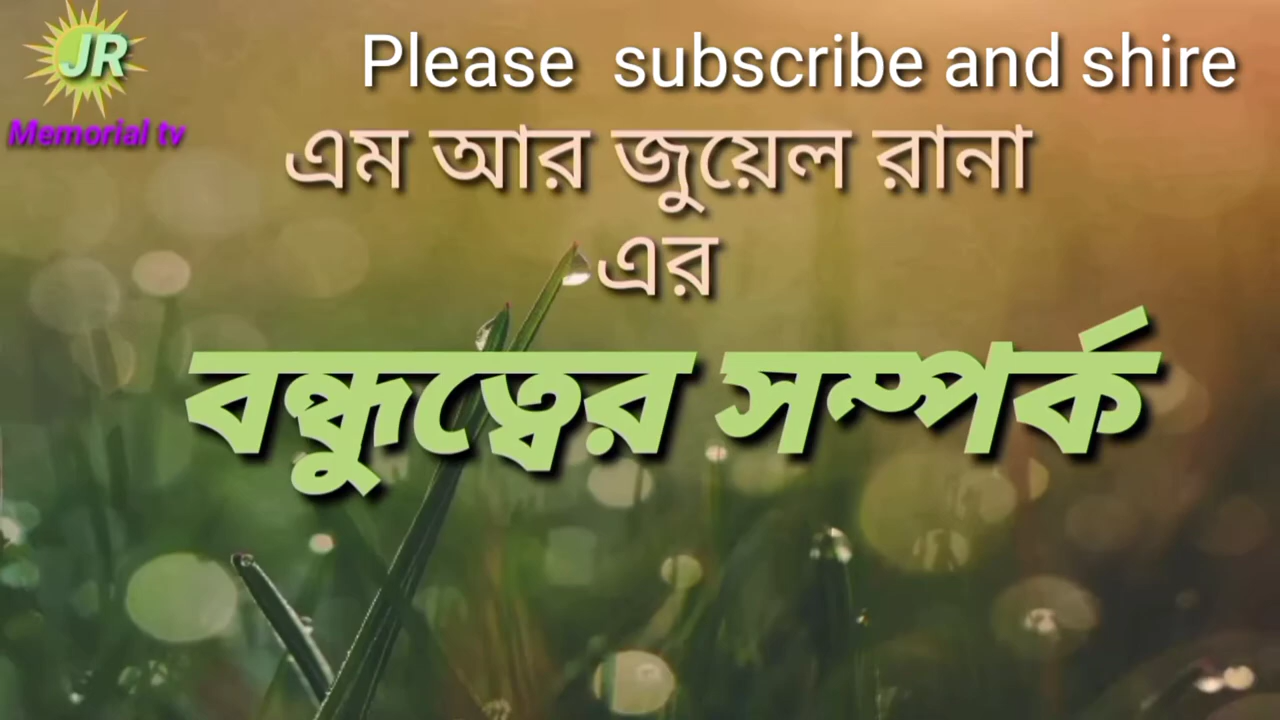 JR
Memorial tv
Please subscribe and shire
এম আর জুয়েল রানা
এর
বন্ধুত্বের সম্পর্ক